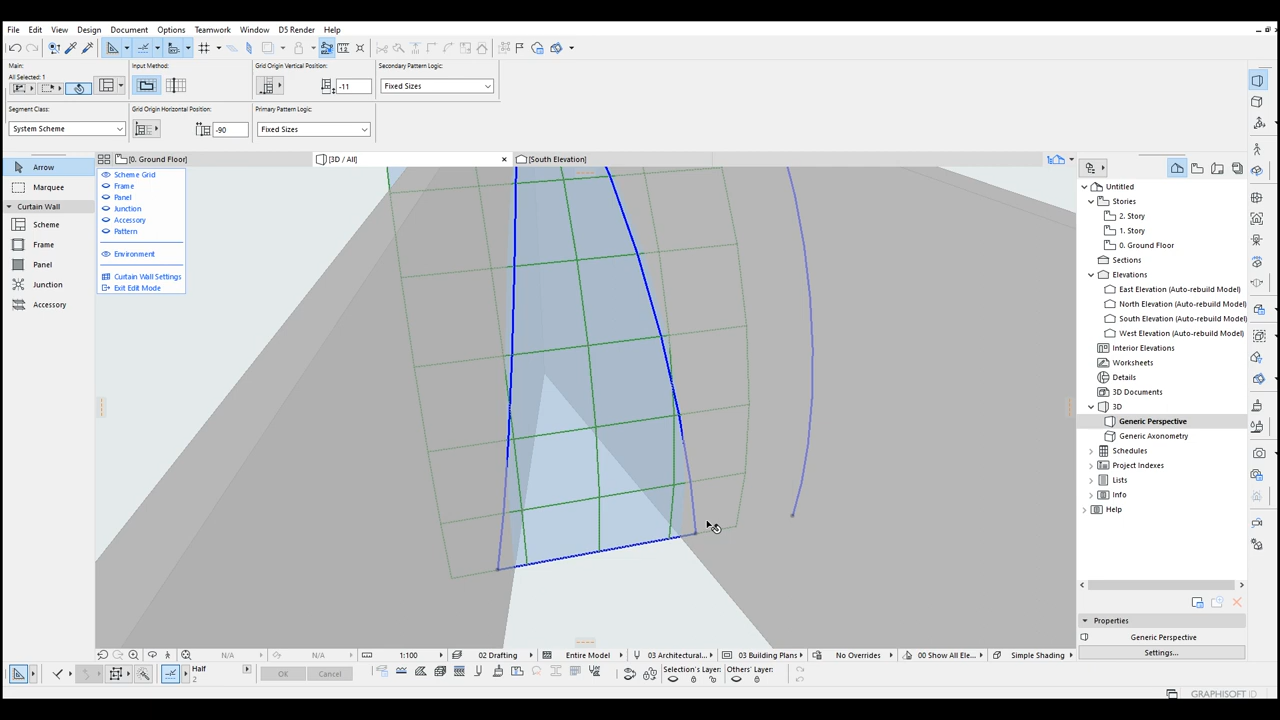 File Edit View Design Document Options Teamwork Window D5 Render Help
Main: Input Method: Grid Origin Vertical Position: Secondary Pattern Logic:
All Selected: 1
-11 Fixed Sizes
Segment Class: Grid Origin Horizontal Position: Primary Pattern Logic:
System Scheme -90 Fixed Sizes
[0. Ground Floor] [3D / All] [South Elevation]
Arrow
Marquee
Curtain Wall
Scheme
Frame
Panel
Junction
Accessory
Scheme Grid
Frame
Panel
Junction
Accessory
Pattern
Environment
Curtain Wall Settings
Exit Edit Mode
Untitled
Stories
2. Story
1. Story
0. Ground Floor
Sections
Elevations
East Elevation (Auto-rebuild Model)
North Elevation (Auto-rebuild Model)
South Elevation (Auto-rebuild Model)
West Elevation (Auto-rebuild Model)
Interior Elevations
Worksheets
Details
3D Documents
3D
Generic Perspective
Generic Axonometry
Schedules
Project Indexes
Lists
Info
Help
Properties
Generic Perspective
Settings...
N/A N/A 1:100 02 Drafting Entire Model 03 Architectural... 03 Building Plans No Overrides 00 Show All Ele... Simple Shading
Half
2
OK Cancel
Selection's Layer: Others' Layer:
GRAPHISOFT ID